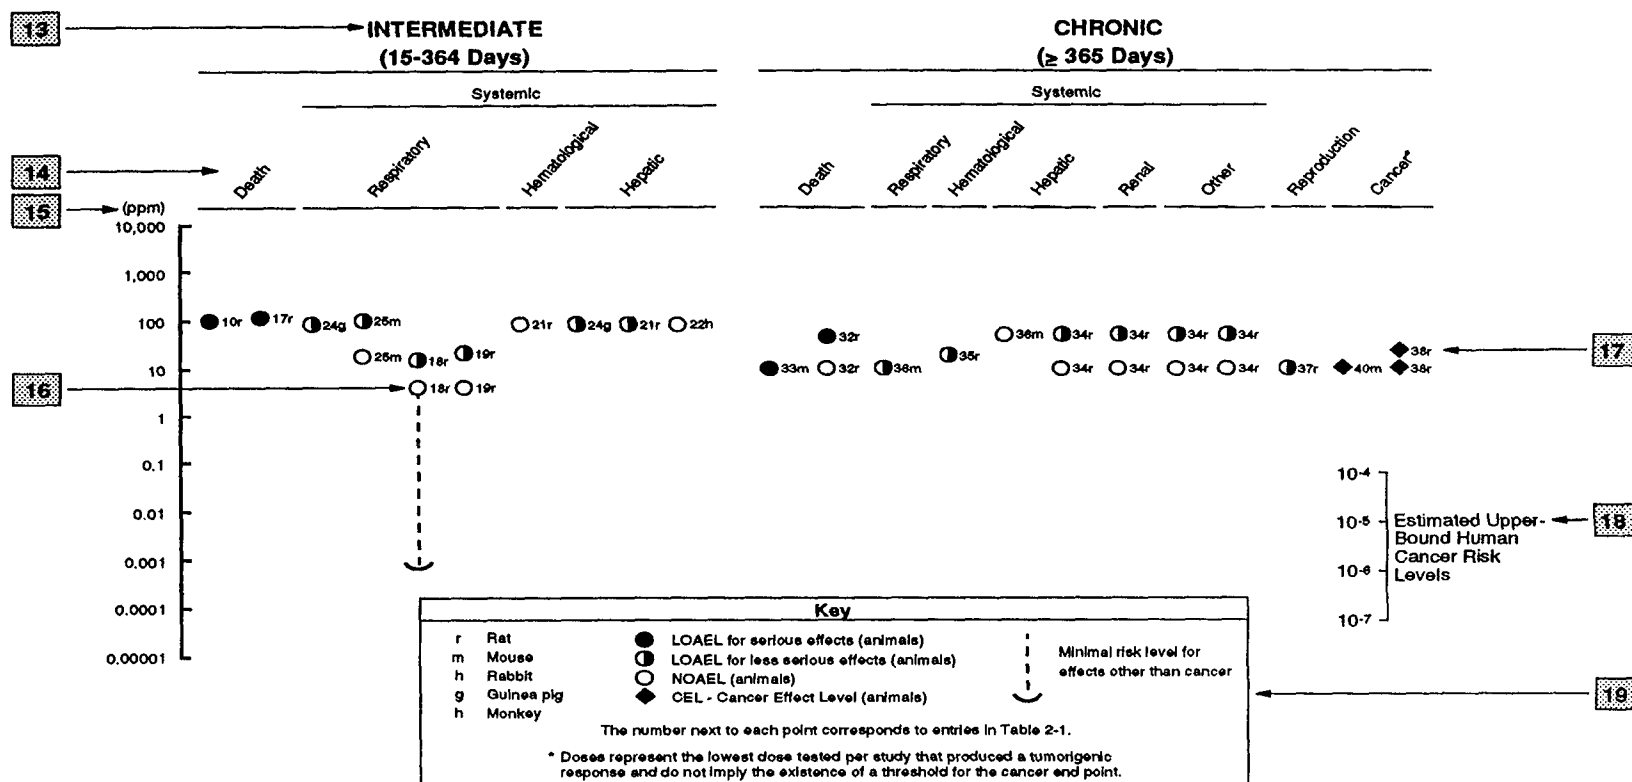 13
INTERMEDIATE
(15-364 Days)
CHRONIC
(≥ 365 Days)
Systemic
Systemic
14
Death
Respiratory
Hematological
Hepatic
Death
Respiratory
Hematological
Hepatic
Renal
Other
Reproduction
Cancer*
15
(ppm)
10,000
1,000
100
10
1
0.1
0.01
0.001
0.0001
0.00001
10r
17r
24g
25m
21r
24g
21r
22h
25m
18r
19r
16
18r
19r
32r
36m
34r
34r
34r
34r
35r
38r
17
33m
32r
36m
34r
34r
34r
34r
37r
40m
38r
10-4
10-5
10-6
10-7
Estimated Upper-
Bound Human
Cancer Risk
Levels
18
Key
r Rat
m Mouse
h Rabbit
g Guinea pig
h Monkey
LOAEL for serious effects (animals)
LOAEL for less serious effects (animals)
NOAEL (animals)
CEL - Cancer Effect Level (animals)
Minimal risk level for
effects other than cancer
19
The number next to each point corresponds to entries in Table 2-1.
* Doses represent the lowest dose tested per study that produced a tumorigenic
response and do not imply the existence of a threshold for the cancer end point.